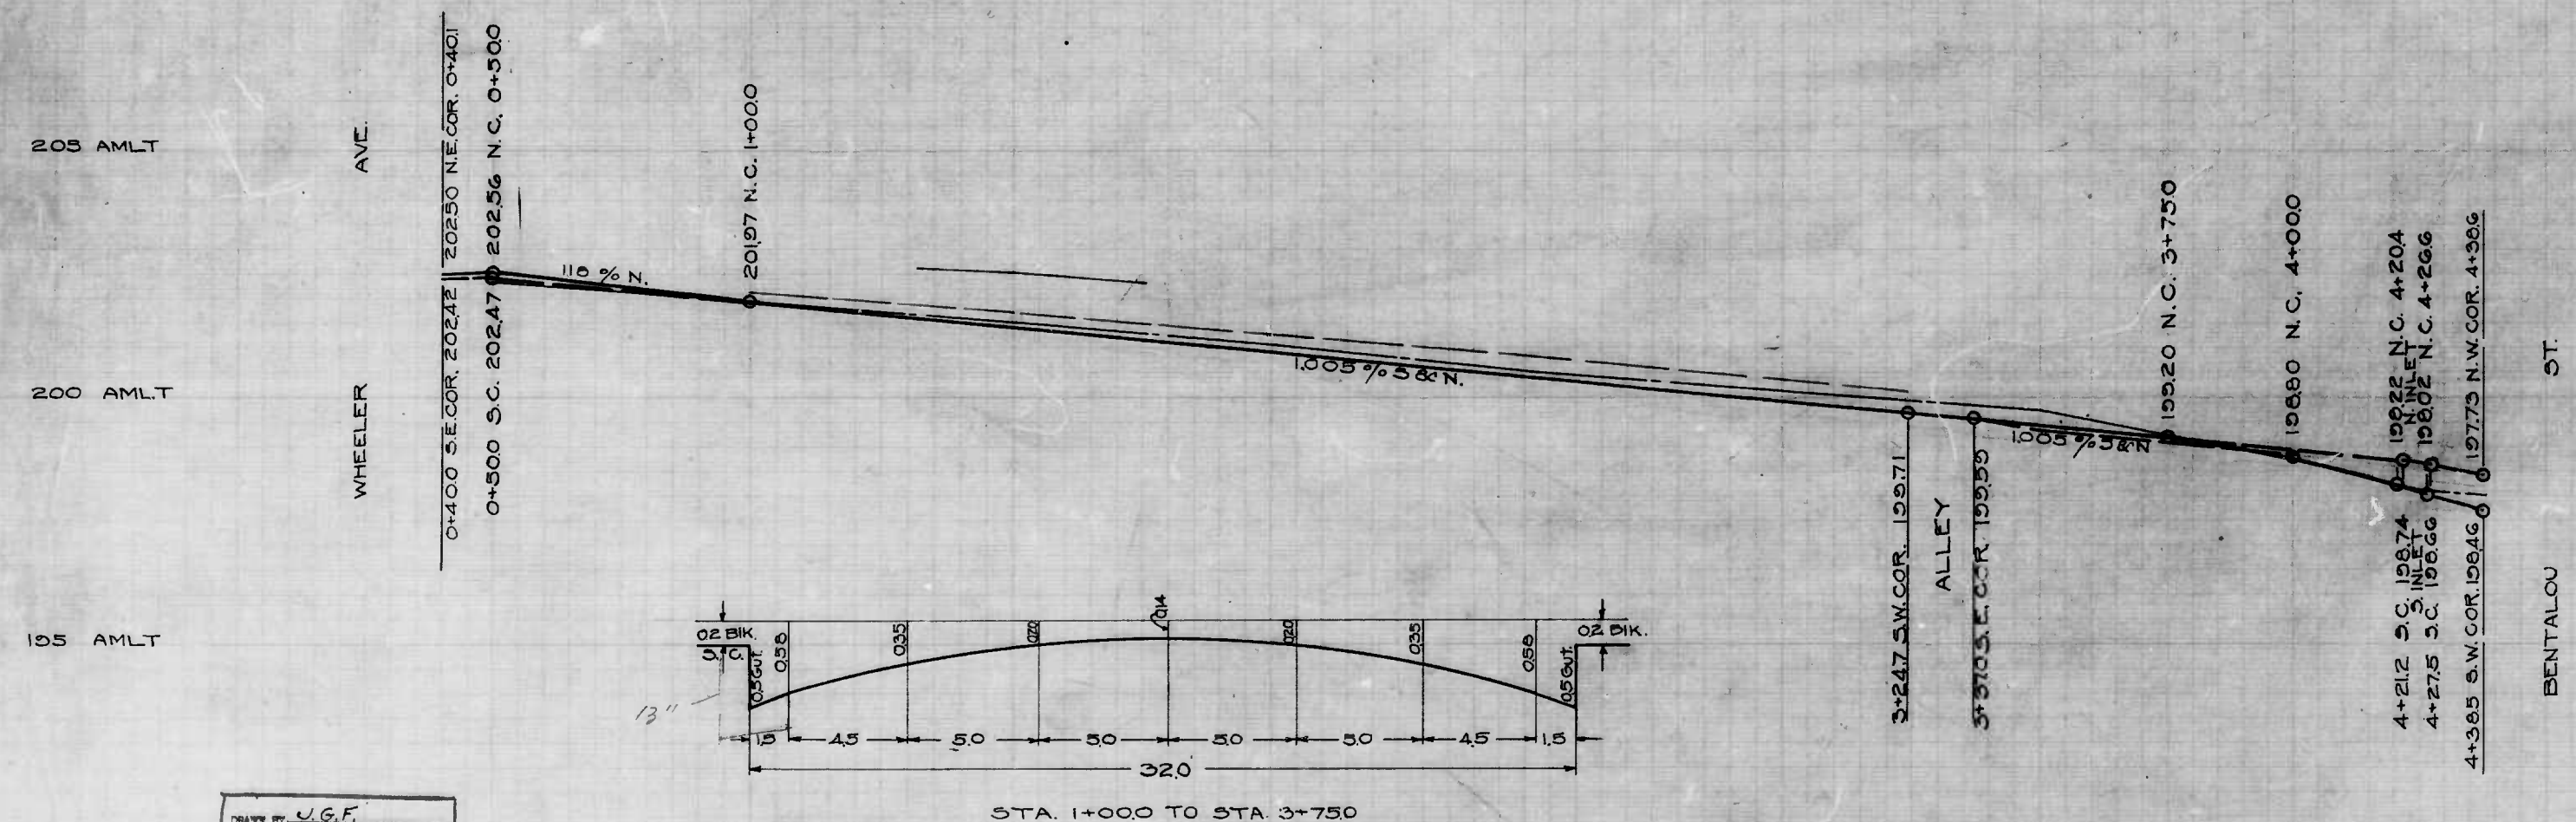 205 AMLT
200 AMLT
195 AMLT
WHEELER AVE.
0+40.0 S.E.COR. 202.42
202.50 N.E.COR. 0+40.1
0+50.0 S.C. 202.47
202.56 N.C. 0+50.0
1.18 % N.
201.97 N.C. 1+00.0
1.005 % S & N.
3+24.7 S.W.COR. 199.71
ALLEY
3+37.0 S.E.COR. 199.59
1.005 % S & N
199.20 N.C. 3+75.0
198.80 N.C. 4+00.0
198.22 N.C. 4+20.4
N. INLET
198.02 N.C. 4+26.6
197.73 N.W.COR. 4+38.6
4+21.2 S.C. 198.74
S. INLET
4+27.5 S.C. 198.66
4+38.5 S.W.COR. 198.46
BENTALOU ST.
0.2 Blk.
S.C.
0.5 Gut.
0.58
0.35
0.20
0.14
0.20
0.35
0.58
0.5 Gut.
0.2 Blk.
13"
1.5 4.5 5.0 5.0 5.0 5.0 4.5 1.5
32.0
STA. 1+00.0 TO STA. 3+75.0
DRAWN BY J.G.F.